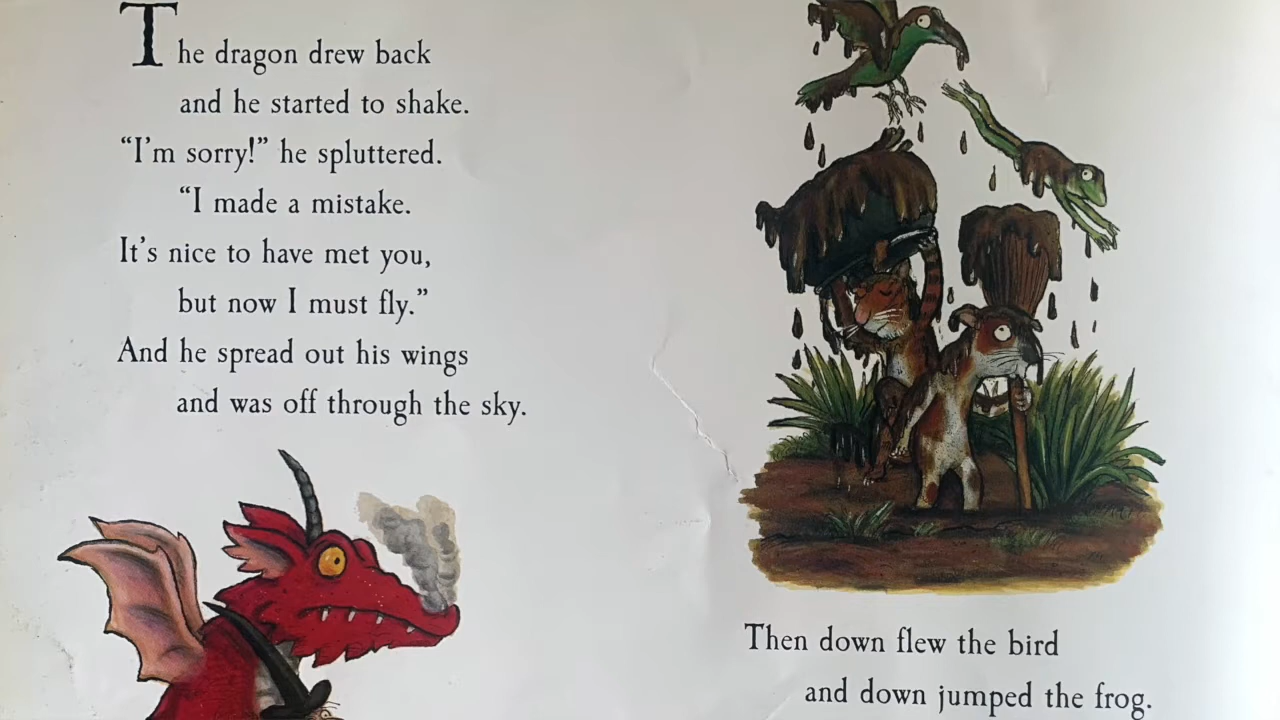 The dragon drew back
and he started to shake.
“I’m sorry!” he spluttered.
“I made a mistake.
It’s nice to have met you,
but now I must fly.”
And he spread out his wings
and was off through the sky.
Then down flew the bird
and down jumped the frog.